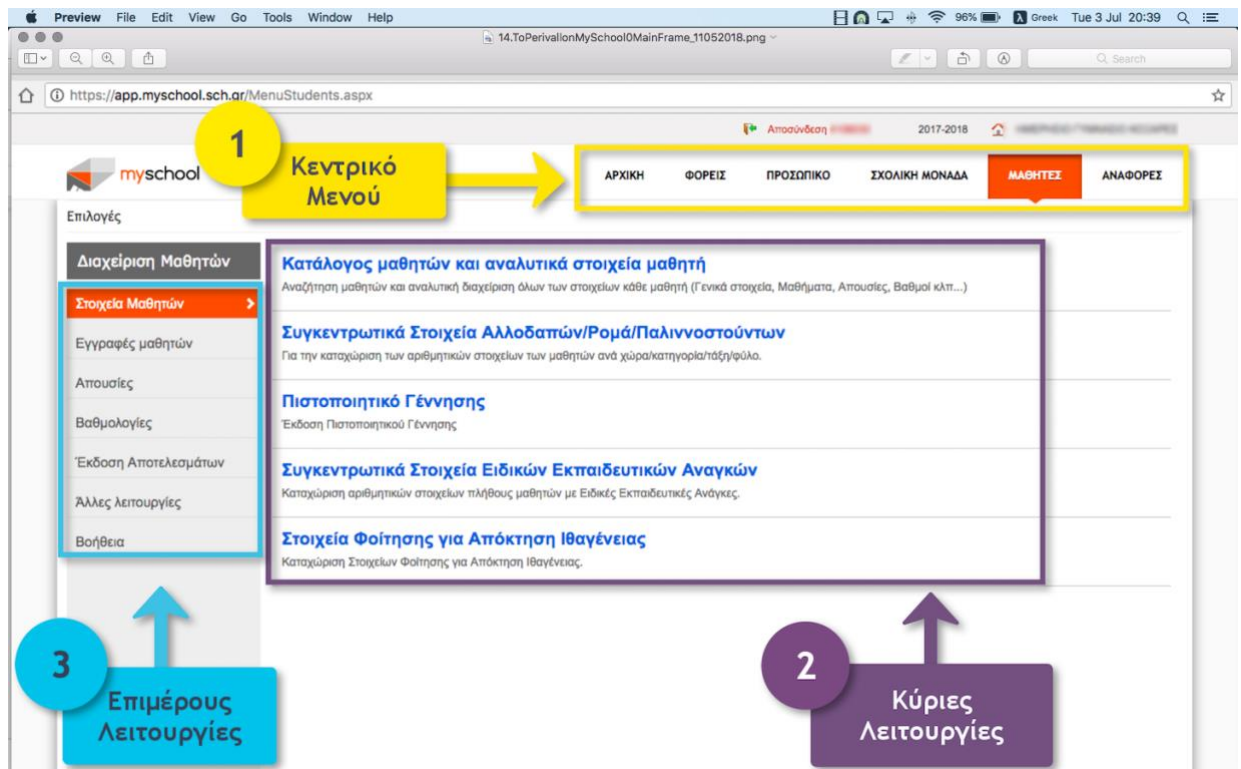 Preview File Edit View Go Tools Window Help 96% Greek Tue 3 Jul 20:39
14.ToPerivallonMySchool0MainFrame_11052018.png
Search
https://app.myschool.sch.gr/MenuStudents.aspx
Αποσύνδεση 2017-2018
1
Κεντρικό
Μενού
myschool
ΑΡΧΙΚΗ ΦΟΡΕΙΣ ΠΡΟΣΩΠΙΚΟ ΣΧΟΛΙΚΗ ΜΟΝΑΔΑ ΜΑΘΗΤΕΣ ΑΝΑΦΟΡΕΣ
Επιλογές
Διαχείριση Μαθητών
Στοιχεία Μαθητών
Εγγραφές μαθητών
Απουσίες
Βαθμολογίες
Έκδοση Αποτελεσμάτων
Άλλες λειτουργίες
Βοήθεια
Κατάλογος μαθητών και αναλυτικά στοιχεία μαθητή
Αναζήτηση μαθητών και αναλυτική διαχείριση όλων των στοιχείων κάθε μαθητή (Γενικά στοιχεία, Μαθήματα, Απουσίες, Βαθμοί κλπ...)
Συγκεντρωτικά Στοιχεία Αλλοδαπών/Ρομά/Παλιννοστούντων
Για την καταχώριση των αριθμητικών στοιχείων των μαθητών ανά χώρα/κατηγορία/τάξη/φύλο.
Πιστοποιητικό Γέννησης
Έκδοση Πιστοποιητικού Γέννησης
Συγκεντρωτικά Στοιχεία Ειδικών Εκπαιδευτικών Αναγκών
Καταχώριση αριθμητικών στοιχείων πλήθους μαθητών με Ειδικές Εκπαιδευτικές Ανάγκες.
Στοιχεία Φοίτησης για Απόκτηση Ιθαγένειας
Καταχώριση Στοιχείων Φοίτησης για Απόκτηση Ιθαγένειας.
3
Επιμέρους
Λειτουργίες
2
Κύριες
Λειτουργίες